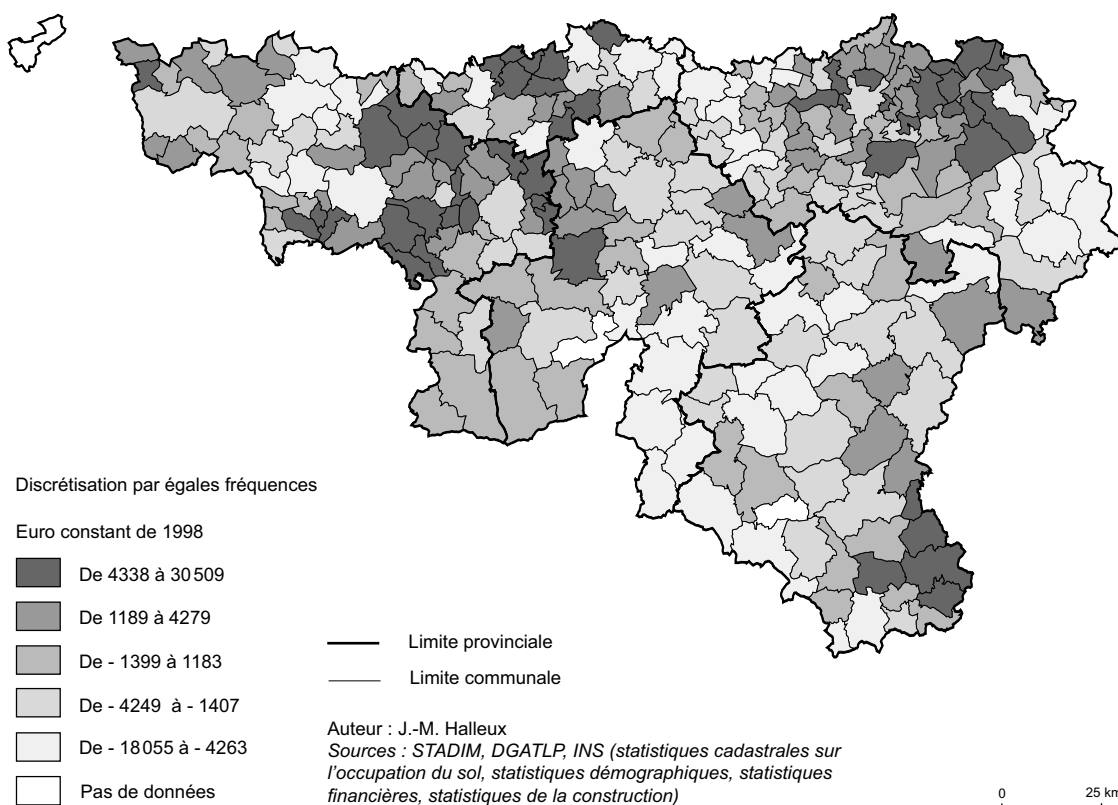 Discrétisation par égales fréquences
Euro constant de 1998
De 4338 à 30 509
De 1189 à 4279
De - 1399 à 1183
De - 4249 à - 1407
De - 18 055 à - 4263
Pas de données
Limite provinciale
Limite communale
Auteur : J.-M. Halleux
Sources : STADIM, DGATLP, INS (statistiques cadastrales sur
l'occupation du sol, statistiques démographiques, statistiques
financières, statistiques de la construction)
0 25 km